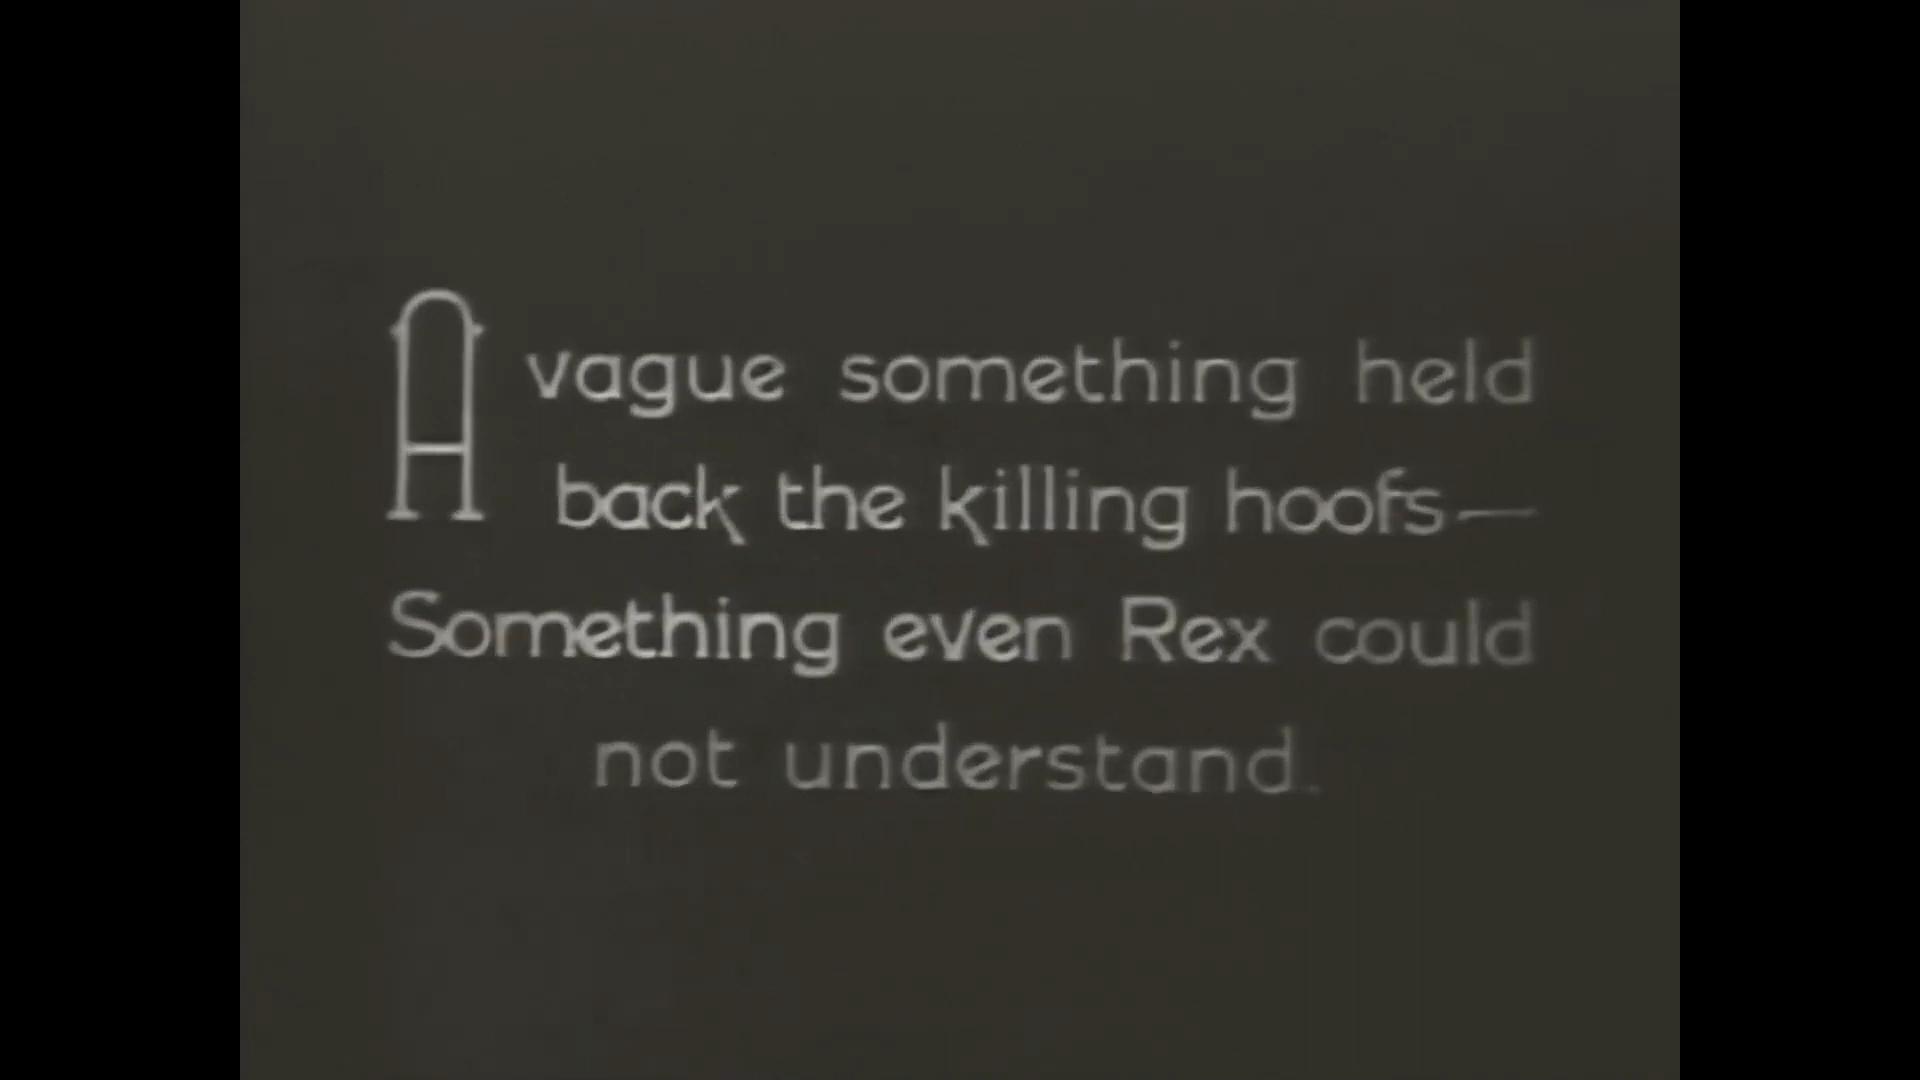 A vague something held
back the killing hoofs—
Something even Rex could
not understand.